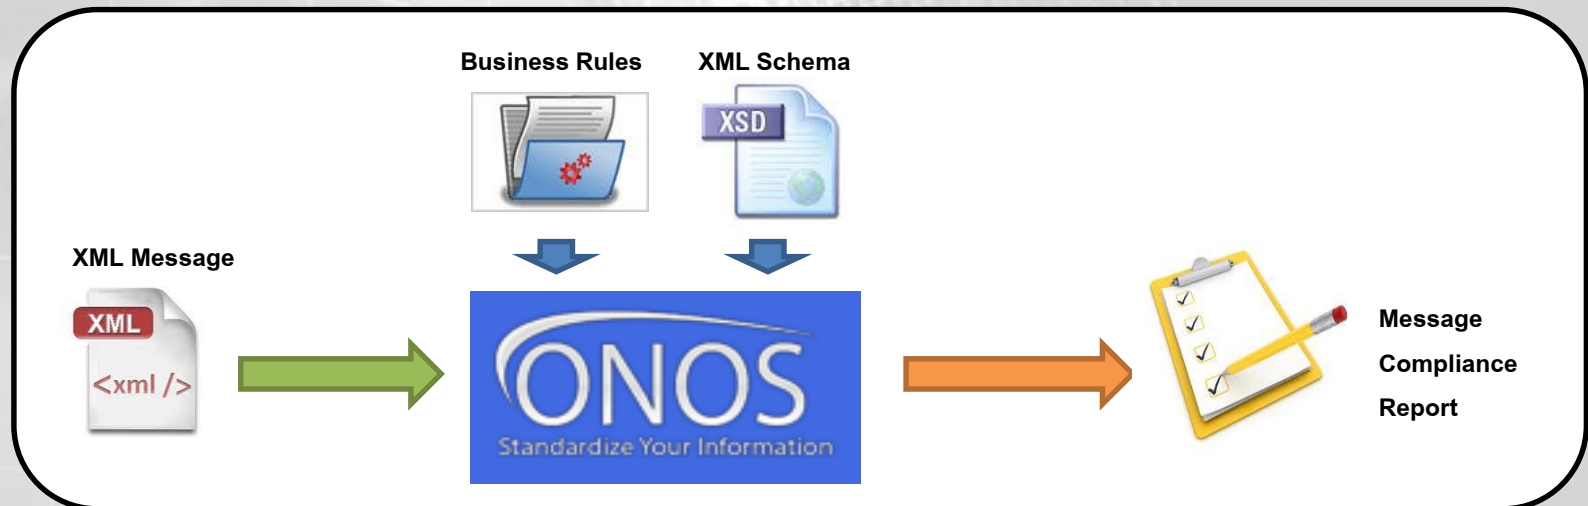 Business Rules
XML Schema
XSD
XML Message
XML
<xml />
ONOS
Standardize Your Information
Message
Compliance
Report